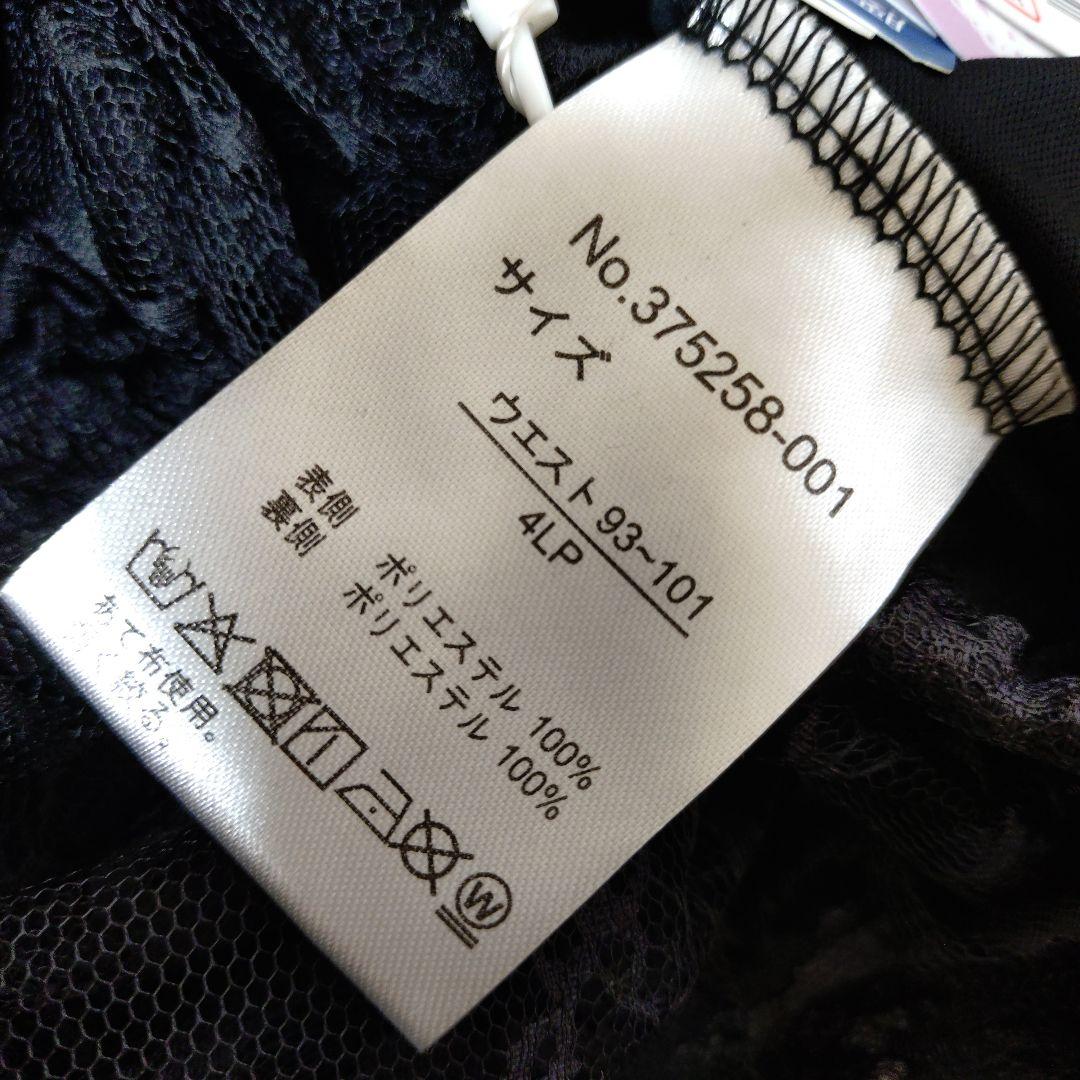 No.375258-001
サイズ
ウエスト93~101
4LP
表側 ポリエステル 100%
裏側 ポリエステル 100%
W
あて布使用。